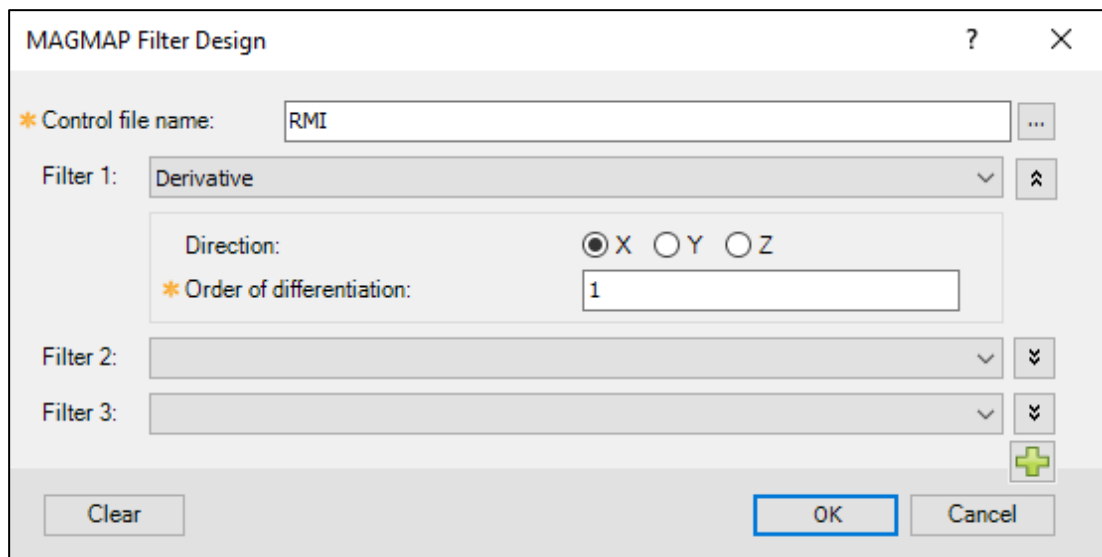 MAGMAP Filter Design ?
* Control file name: RMI ...
Filter 1: Derivative
Direction: X Y Z
* Order of differentiation: 1
Filter 2:
Filter 3:
Clear OK Cancel